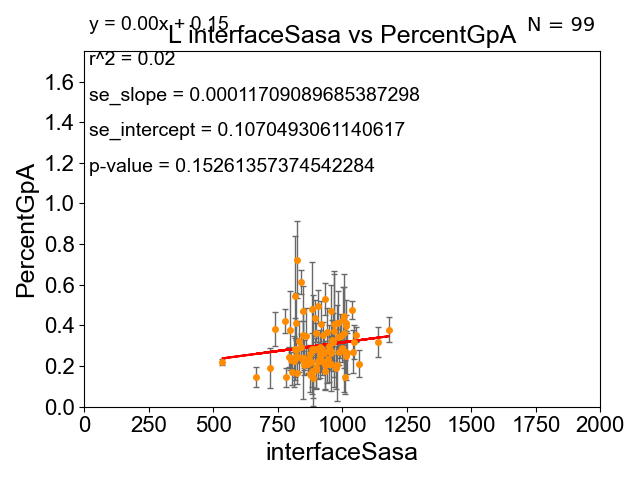 y = 0.00x + 0.15
N = 99
L interfaceSasa vs PercentGpA
r^2 = 0.02
se_slope = 0.00011709089685387298
se_intercept = 0.1070493061140617
p-value = 0.15261357374542284
PercentGpA
1.6
1.4
1.2
1.0
0.8
0.6
0.4
0.2
0.0
0 250 500 750 1000 1250 1500 1750 2000
interfaceSasa